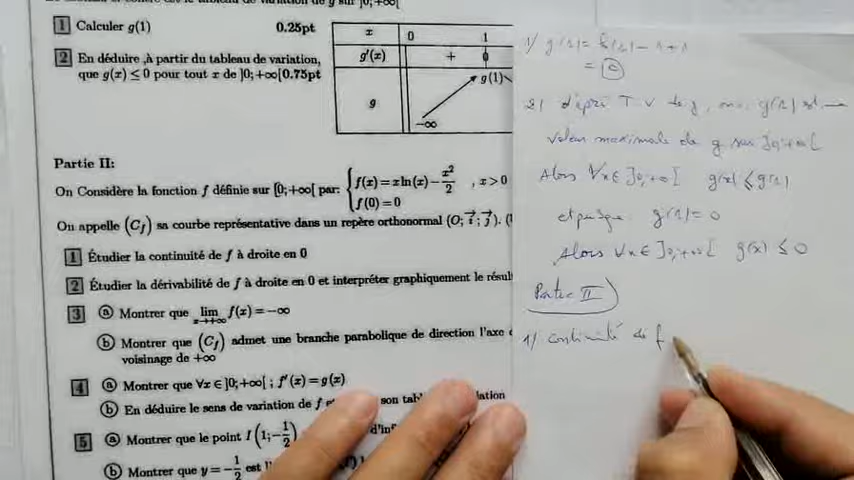 1 Calculer g(1) 0.25pt
2 En déduire ,à partir du tableau de variation,
que g(x) ≤ 0 pour tout x de ]0;+∞[ 0.75pt
x 0 1
g'(x) + 0
g −∞ g(1)
Partie II:
On Considère la fonction f définie sur [0;+∞[ par: { f(x) = x ln(x) − x²/2 , x > 0
f(0) = 0
On appelle (Cf) sa courbe représentative dans un repère orthonormal (O; i⃗; j⃗).
1 Étudier la continuité de f à droite en 0
2 Étudier la dérivabilité de f à droite en 0 et interpréter graphiquement le résul
3 a Montrer que lim x→+∞ f(x) = −∞
b Montrer que (Cf) admet une branche parabolique de direction l'axe
voisinage de +∞
4 a Montrer que ∀x ∈ ]0;+∞[ ; f'(x) = g(x)
b En déduire le sens de variation de f son
5 a Montrer que le point I(1; −1/2) d'inf
b Montrer que y = −1/2 est
1/ g(1) = ln(1) − 1 + 1
= 0
2/ d'après T.V de g, g(1)
valeur maximale de g sur ]0;+∞[
Alors ∀x ∈ ]0;+∞[ g(x) ≤ g(1)
et puisque g(1) = 0
Alors ∀x ∈ ]0;+∞[ g(x) ≤ 0
Partie II
1/ continuité de f